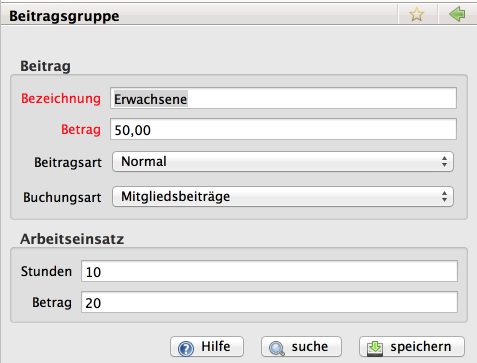 Beitragsgruppe
Beitrag
Bezeichnung Erwachsene
Betrag 50,00
Beitragsart Normal
Buchungsart Mitgliedsbeiträge
Arbeitseinsatz
Stunden 10
Betrag 20
Hilfe suche speichern